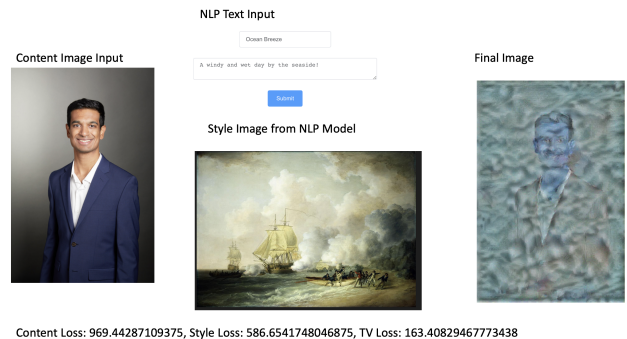 NLP Text Input
Ocean Breeze
Content Image Input
A windy and wet day by the seaside!
Final Image
Submit
Style Image from NLP Model
Content Loss: 969.44287109375, Style Loss: 586.6541748046875, TV Loss: 163.40829467773438